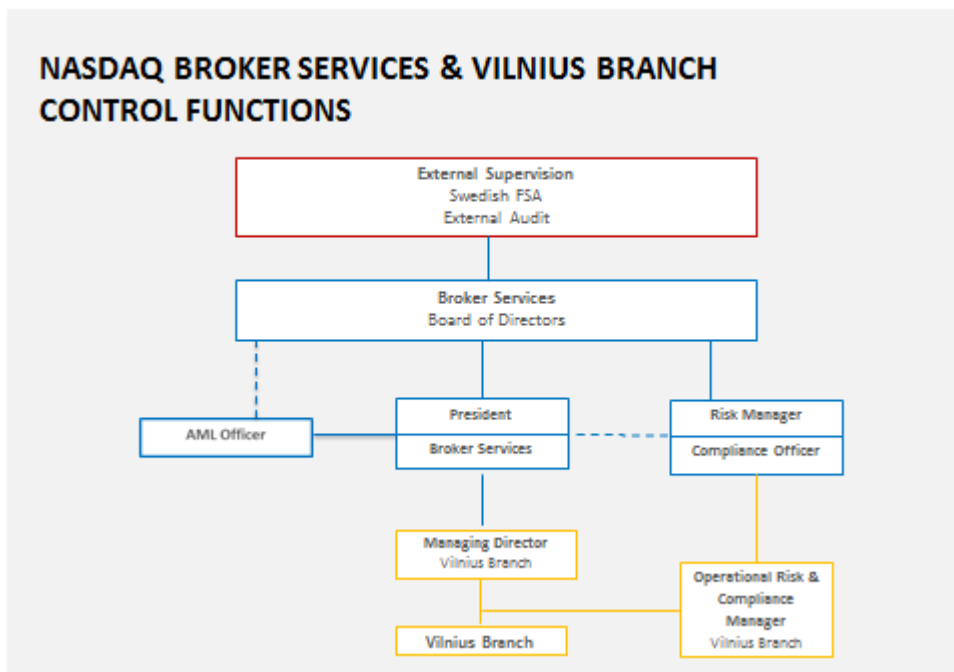 NASDAQ BROKER SERVICES & VILNIUS BRANCH
CONTROL FUNCTIONS
External Supervision
Swedish FSA
External Audit
Broker Services
Board of Directors
AML Officer
President
Broker Services
Risk Manager
Compliance Officer
Managing Director
Vilnius Branch
Operational Risk &
Compliance
Manager
Vilnius Branch
Vilnius Branch